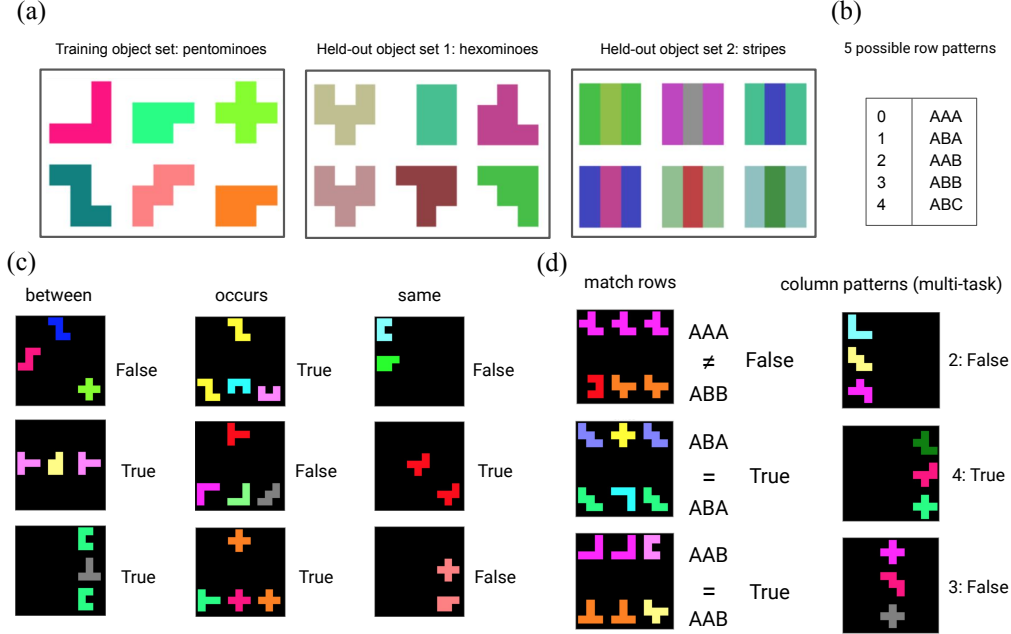 (a)
(b)
Training object set: pentominoes
Held-out object set 1: hexominoes
Held-out object set 2: stripes
5 possible row patterns
0 AAA
1 ABA
2 AAB
3 ABB
4 ABC
(c)
between
occurs
same
False
True
False
True
False
True
True
True
False
(d)
match rows
column patterns (multi-task)
AAA
≠
ABB
False
2: False
ABA
=
ABA
True
4: True
AAB
=
AAB
True
3: False